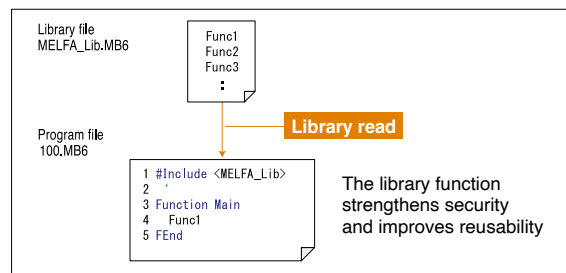 Library file
MELFA_Lib.MB6
Func1
Func2
Func3
:
Library read
Program file
100.MB6
1 #Include <MELFA_Lib>
2 '
3 Function Main
4 Func1
5 FEnd
The library function
strengthens security
and improves reusability